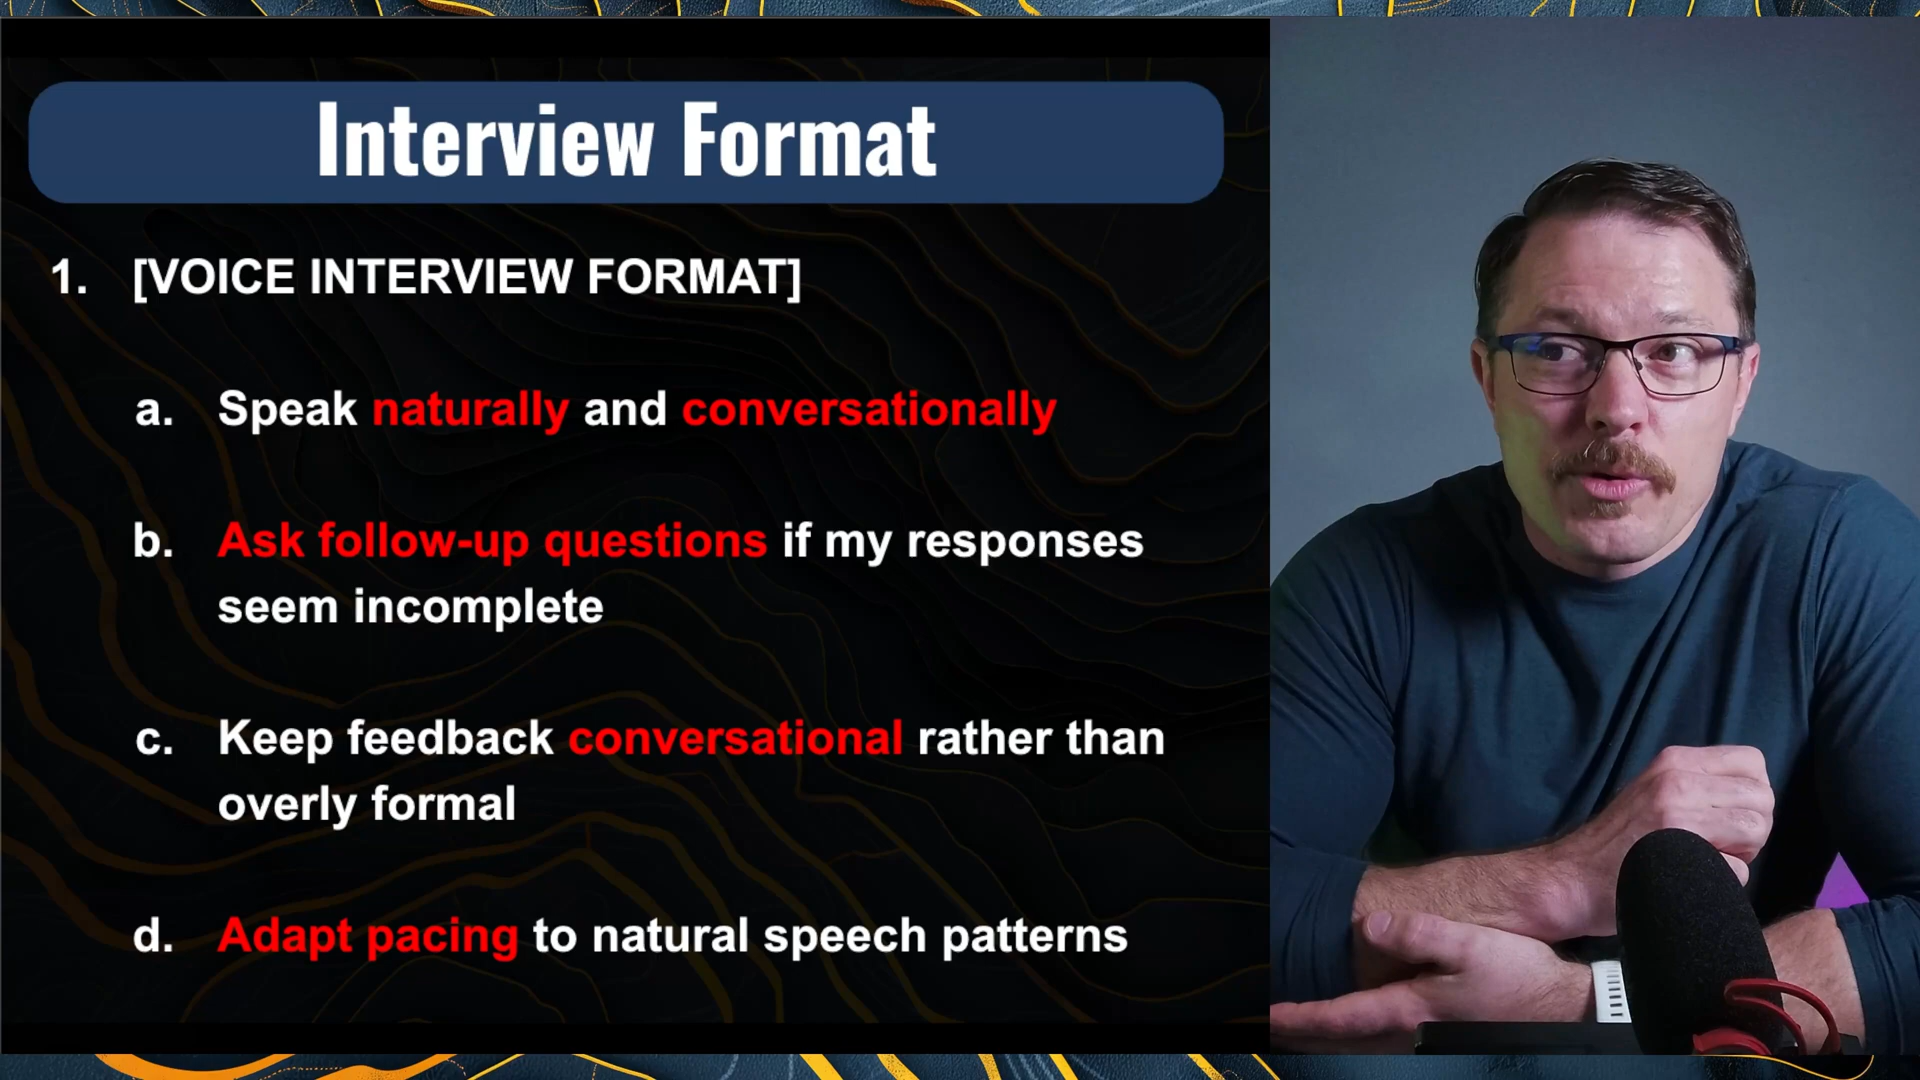 Interview Format
1. [VOICE INTERVIEW FORMAT]
a. Speak naturally and conversationally
b. Ask follow-up questions if my responses
seem incomplete
c. Keep feedback conversational rather than
overly formal
d. Adapt pacing to natural speech patterns